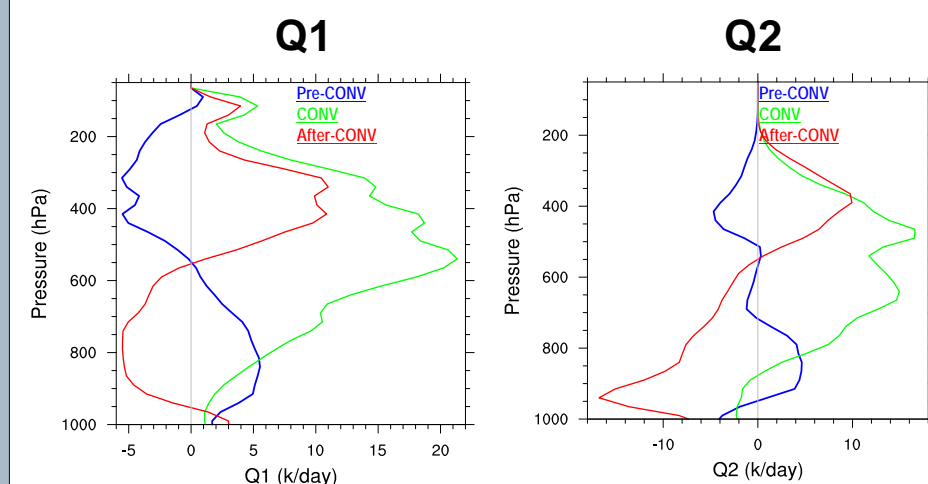 Q1
Q2
Pre-CONV
CONV
After-CONV
200
400
600
800
1000
Pressure (hPa)
-5
0
5
10
15
20
Q1 (k/day)
Pre-CONV
CONV
After-CONV
200
400
600
800
1000
Pressure (hPa)
-10
0
10
Q2 (k/day)